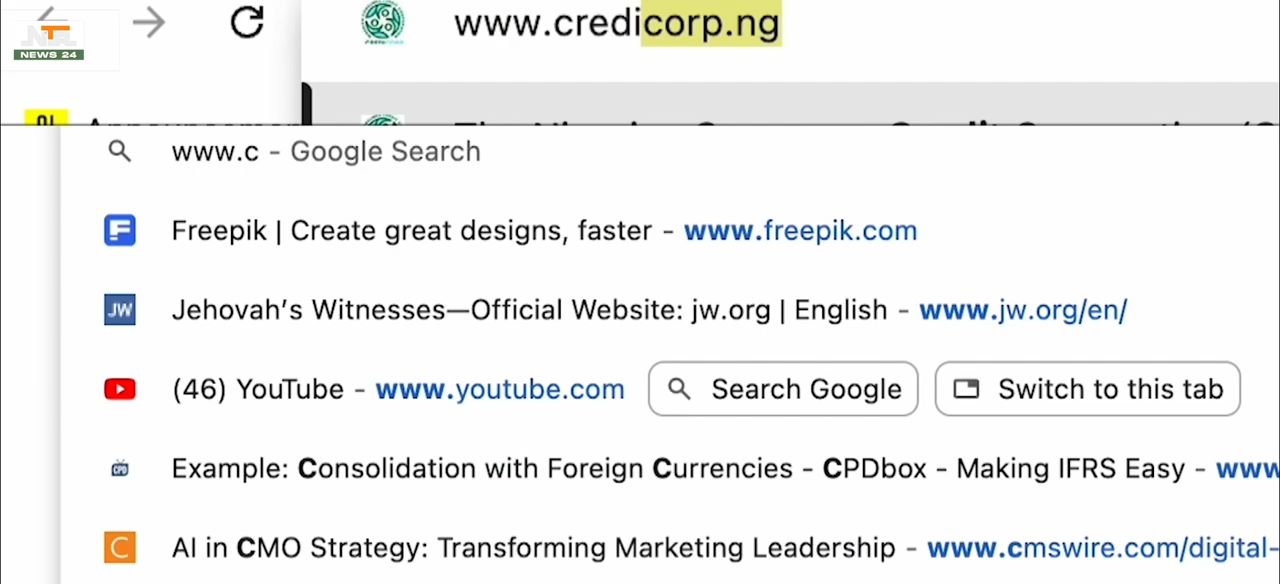 NTA
NEWS 24
www.credicorp.ng
www.c - Google Search
Freepik | Create great designs, faster - www.freepik.com
Jehovah's Witnesses—Official Website: jw.org | English - www.jw.org/en/
(46) YouTube - www.youtube.com Search Google Switch to this tab
Example: Consolidation with Foreign Currencies - CPDbox - Making IFRS Easy - www
AI in CMO Strategy: Transforming Marketing Leadership - www.cmswire.com/digital-